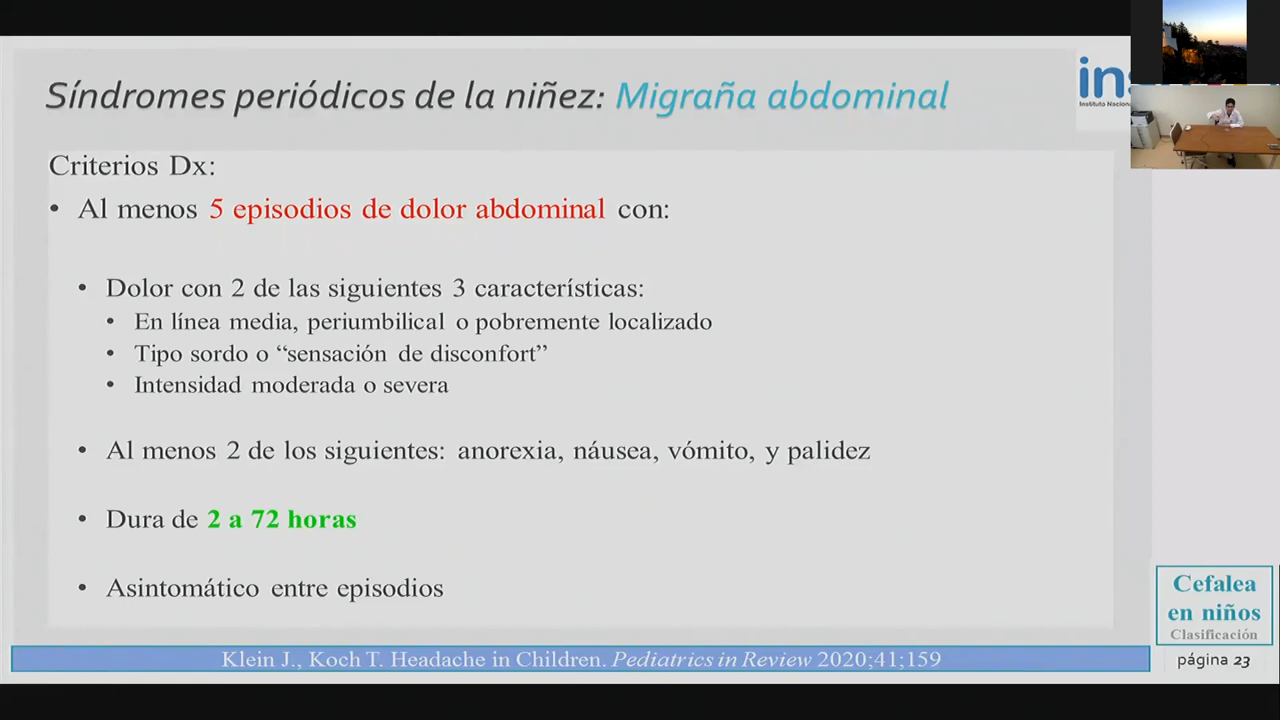 Síndromes periódicos de la niñez: Migraña abdominal
Instituto Nacional
Criterios Dx:
• Al menos 5 episodios de dolor abdominal con:
• Dolor con 2 de las siguientes 3 características:
• En línea media, periumbilical o pobremente localizado
• Tipo sordo o “sensación de disconfort”
• Intensidad moderada o severa
• Al menos 2 de los siguientes: anorexia, náusea, vómito, y palidez
• Dura de 2 a 72 horas
• Asintomático entre episodios
Cefalea
en niños
Clasificación
Klein J., Koch T. Headache in Children. Pediatrics in Review 2020;41;159
página 23